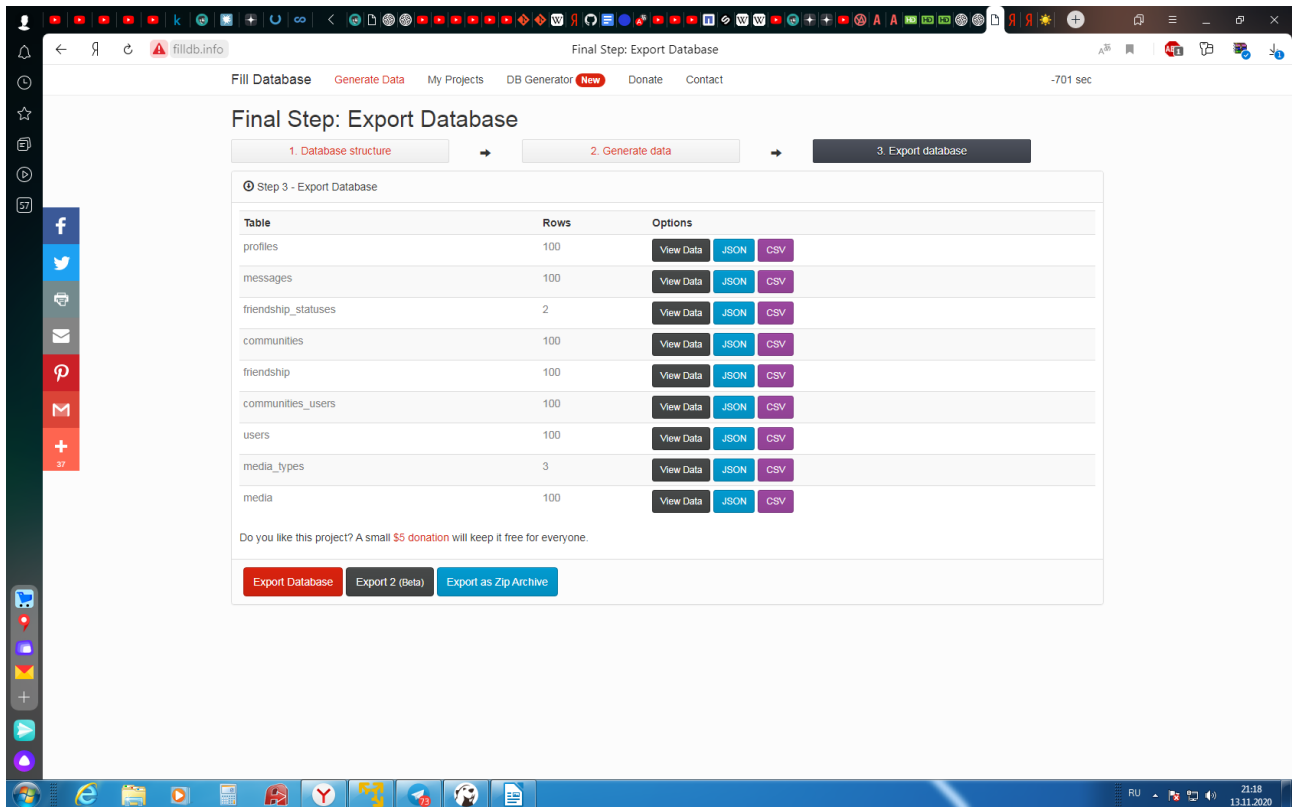 filldb.info
Final Step: Export Database
Fill Database Generate Data My Projects DB Generator New Donate Contact -701 sec
Final Step: Export Database
1. Database structure 2. Generate data 3. Export database
Step 3 - Export Database
Table Rows Options
profiles 100 View Data JSON CSV
messages 100 View Data JSON CSV
friendship_statuses 2 View Data JSON CSV
communities 100 View Data JSON CSV
friendship 100 View Data JSON CSV
communities_users 100 View Data JSON CSV
users 100 View Data JSON CSV
media_types 3 View Data JSON CSV
media 100 View Data JSON CSV
Do you like this project? A small $5 donation will keep it free for everyone.
Export Database Export 2 (Beta) Export as Zip Archive
57
37
RU 21:18
13.11.2020